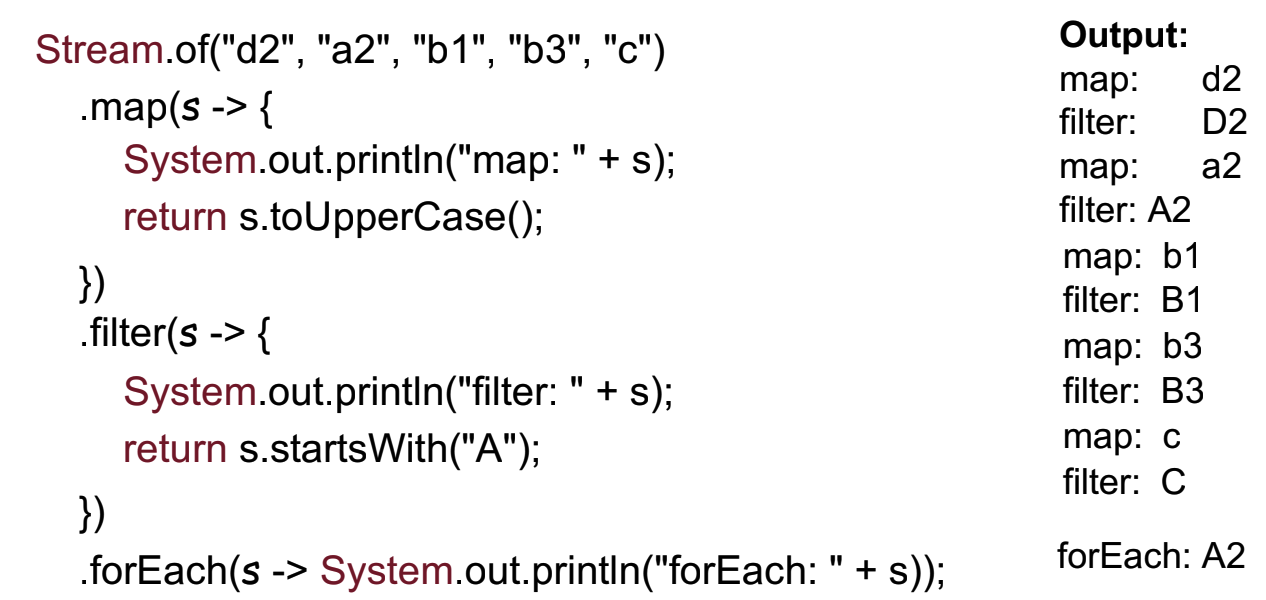 Stream.of("d2", "a2", "b1", "b3", "c")
.map(s -> {
System.out.println("map: " + s);
return s.toUpperCase();
})
.filter(s -> {
System.out.println("filter: " + s);
return s.startsWith("A");
})
.forEach(s -> System.out.println("forEach: " + s));
Output:
map: d2
filter: D2
map: a2
filter: A2
map: b1
filter: B1
map: b3
filter: B3
map: c
filter: C
forEach: A2